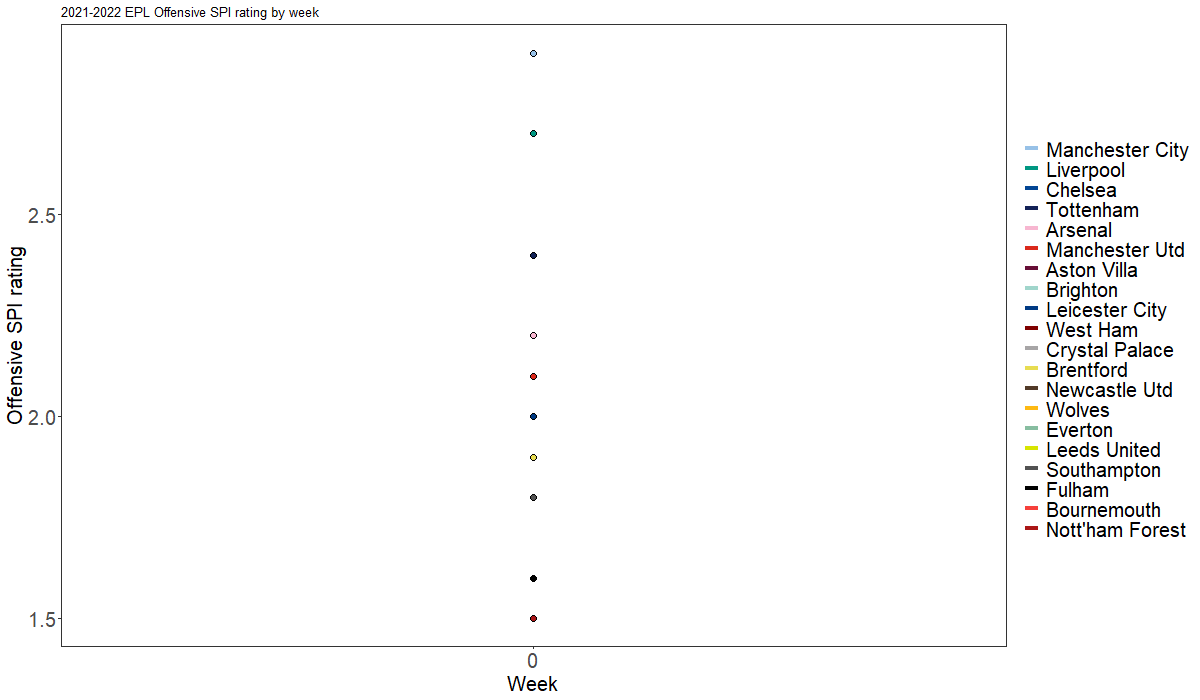 2021-2022 EPL Offensive SPI rating by week
Offensive SPI rating
2.5
2.0
1.5
0
Week
Manchester City
Liverpool
Chelsea
Tottenham
Arsenal
Manchester Utd
Aston Villa
Brighton
Leicester City
West Ham
Crystal Palace
Brentford
Newcastle Utd
Wolves
Everton
Leeds United
Southampton
Fulham
Bournemouth
Nott'ham Forest